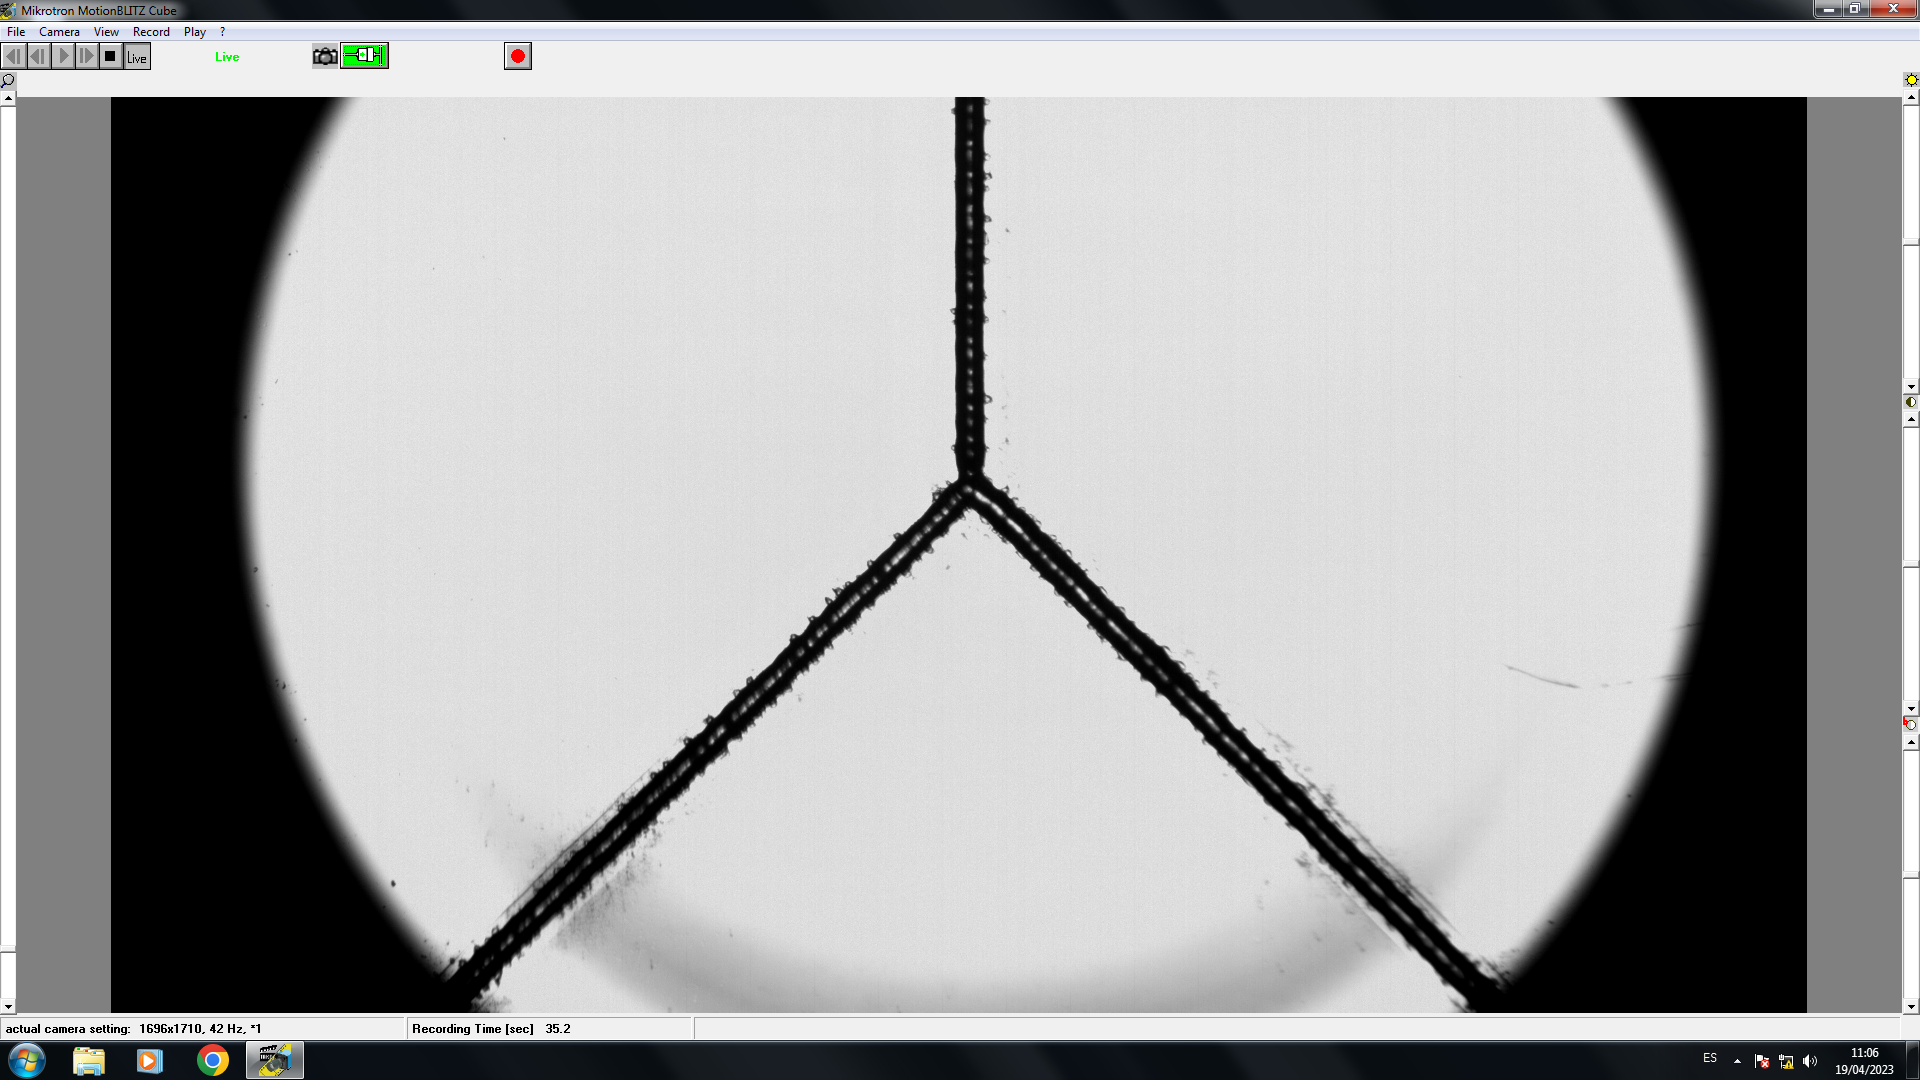 Mikrotron MotionBLITZ Cube
File Camera View Record Play ?
Live Live
actual camera setting: 1696x1710, 42 Hz, *1 Recording Time [sec] 35.2
ES 11:06
19/04/2023